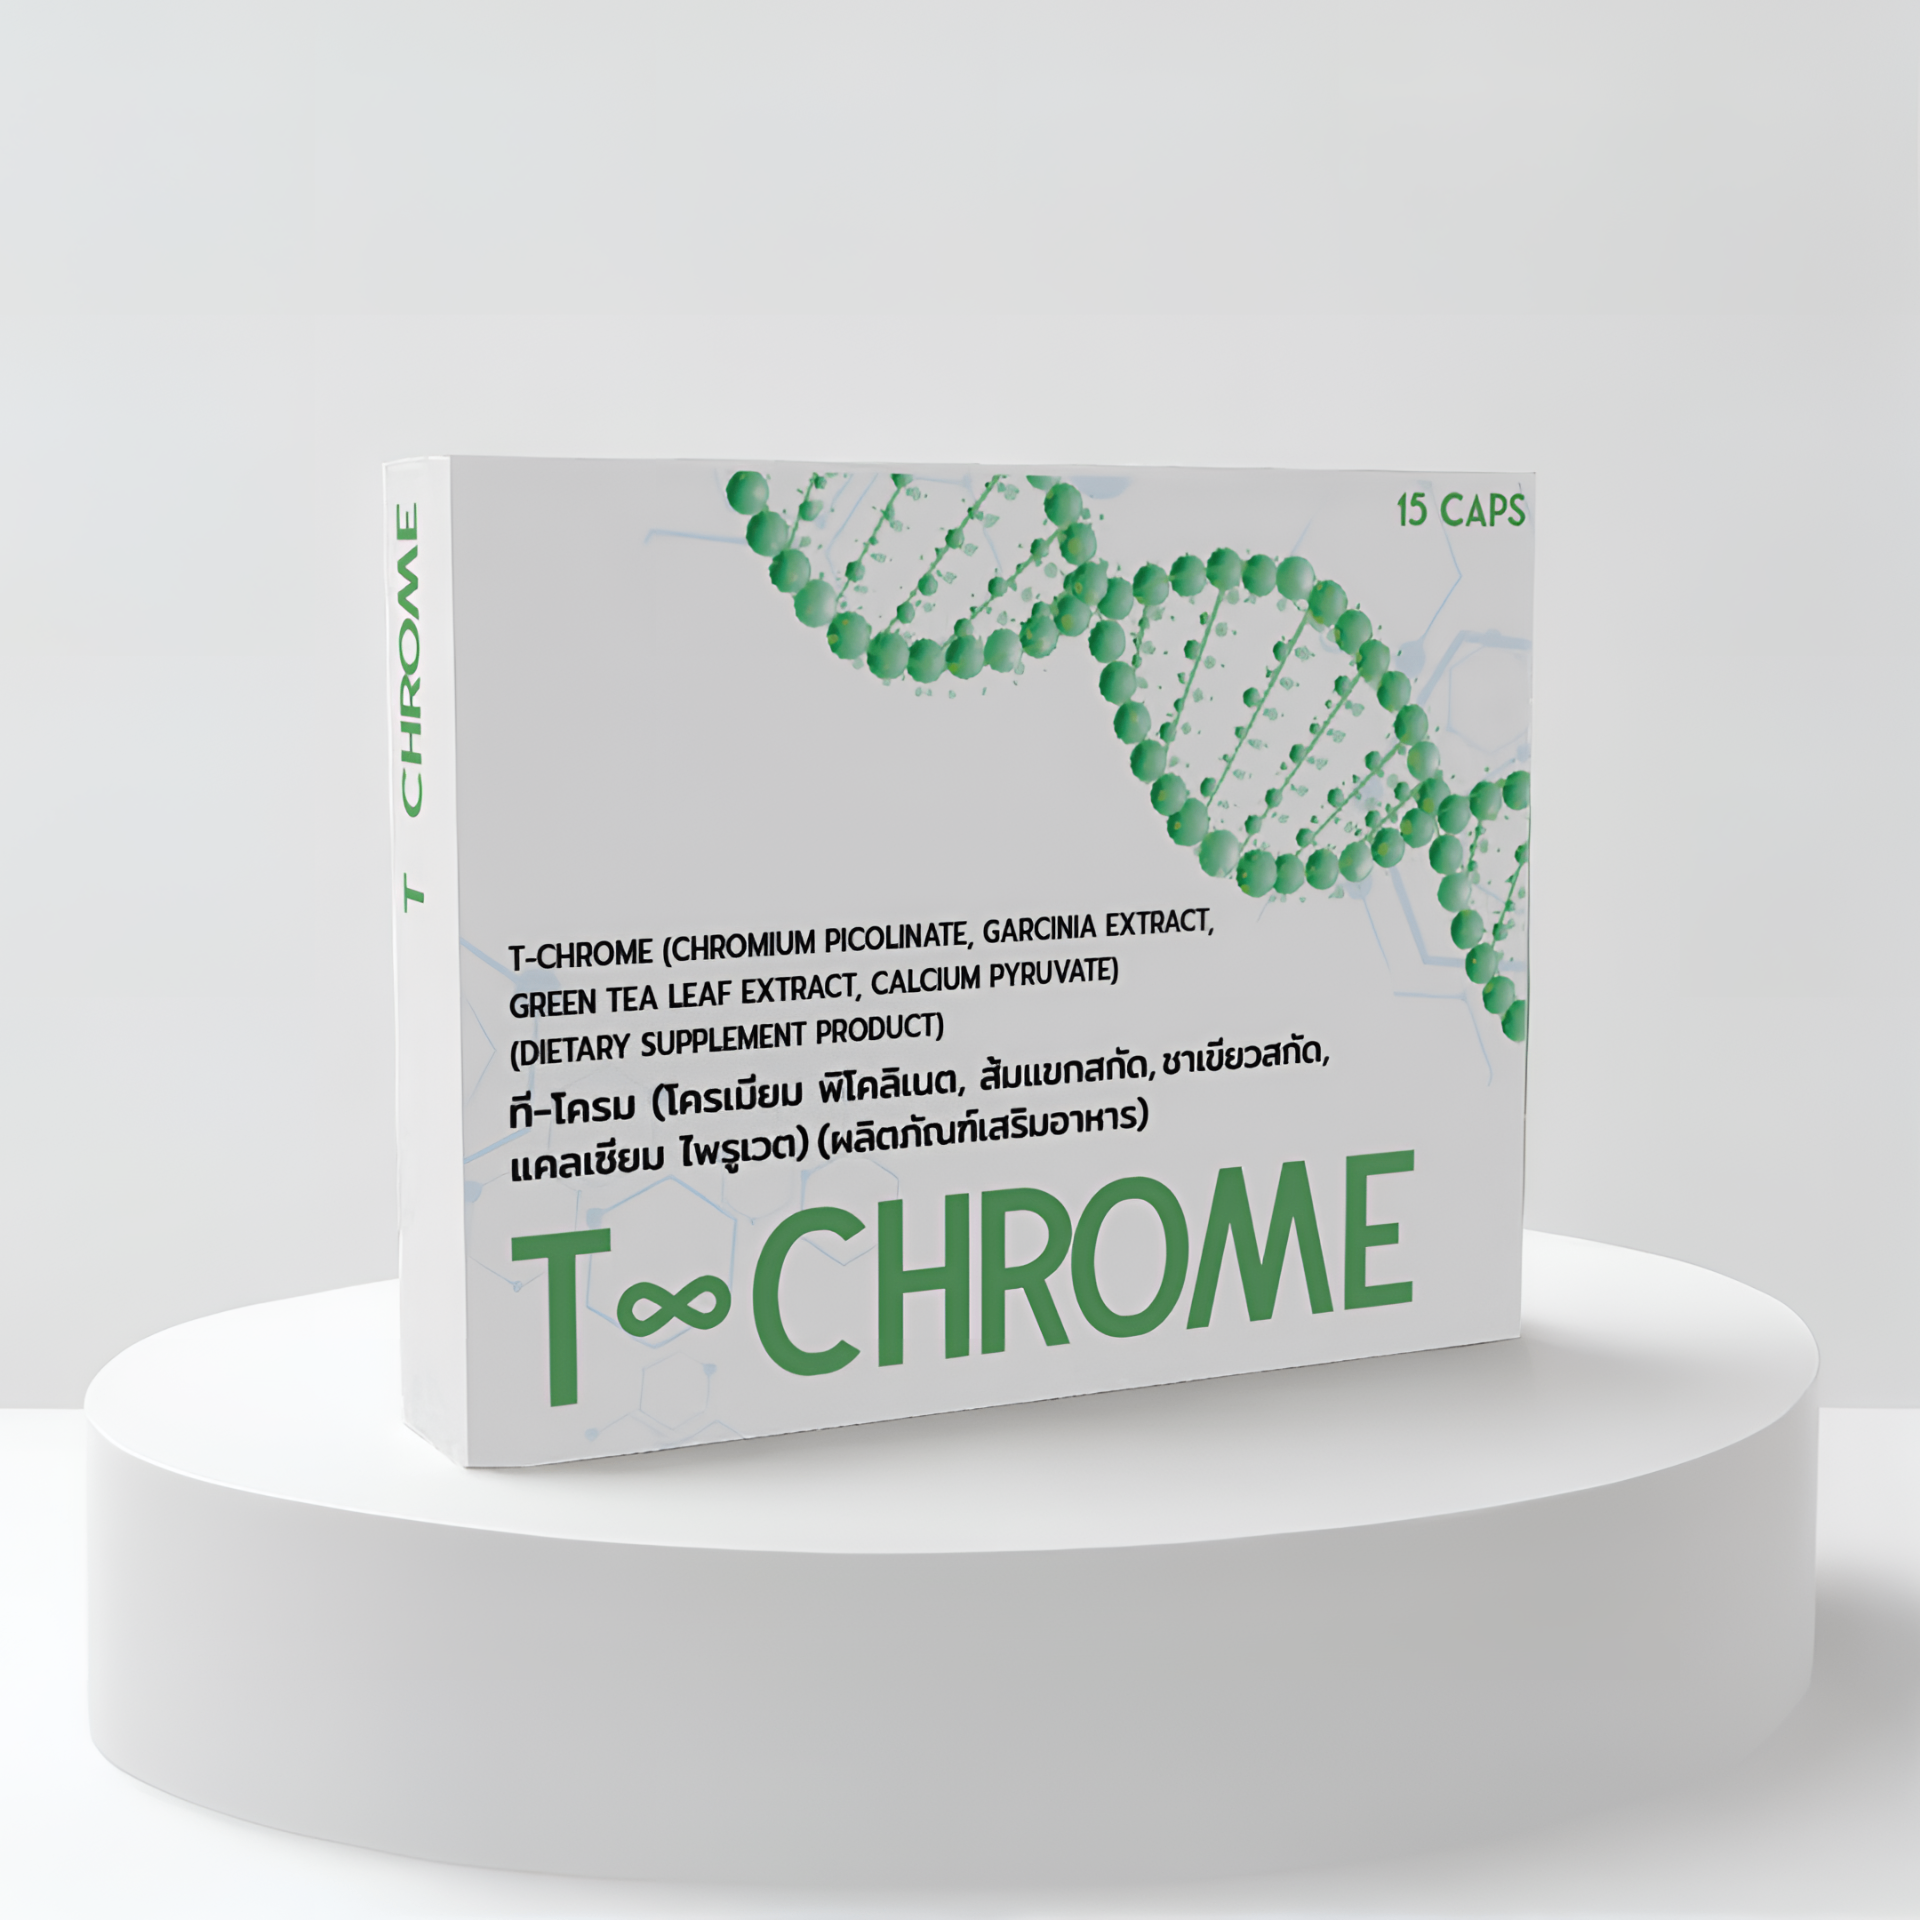 T CHROME
15 CAPS
T-CHROME (CHROMIUM PICOLINATE, GARCINIA EXTRACT,
GREEN TEA LEAF EXTRACT, CALCIUM PYRUVATE)
(DIETARY SUPPLEMENT PRODUCT)
ที-โครม (โครเมียม พิโคลิเนต, ส้มแขกสกัด, ชาเขียวสกัด,
แคลเซียม ไพรูเวต) (ผลิตภัณฑ์เสริมอาหาร)
T∞CHROME